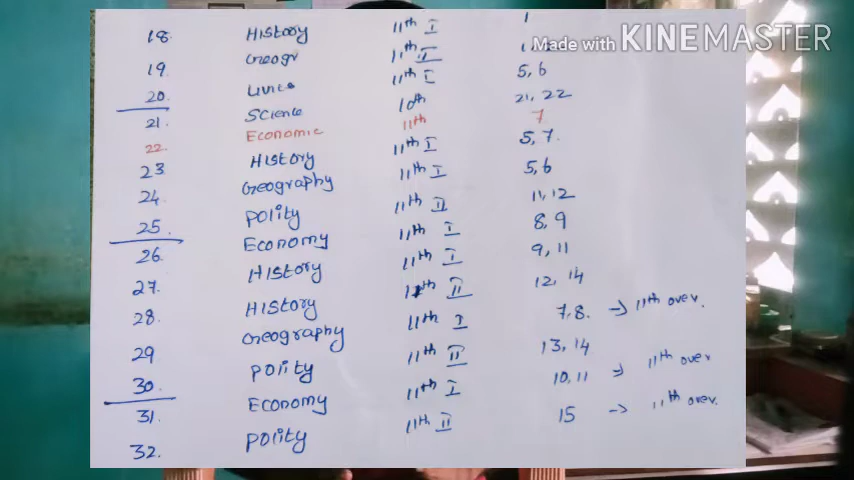 18. History 11th I 1
19. Geogr 11th II 1,
Made with KINEMASTER
20. Civics 11th I 5, 6
21. Science 10th 21, 22
22. Economic 11th 7
23. History 11th I 5, 7.
24. Geography 11th I 5, 6
25. Polity 11th II 11, 12
26. Economy 11th I 8, 9
27. History 11th I 9, 11
28. History 11th II 12, 14
29 Geography 11th I 7, 8. → 11th over.
30. Polity 11th II 13, 14
31. Economy 11th I 10, 11 → 11th over
32. Polity 11th II 15 → 11th over.